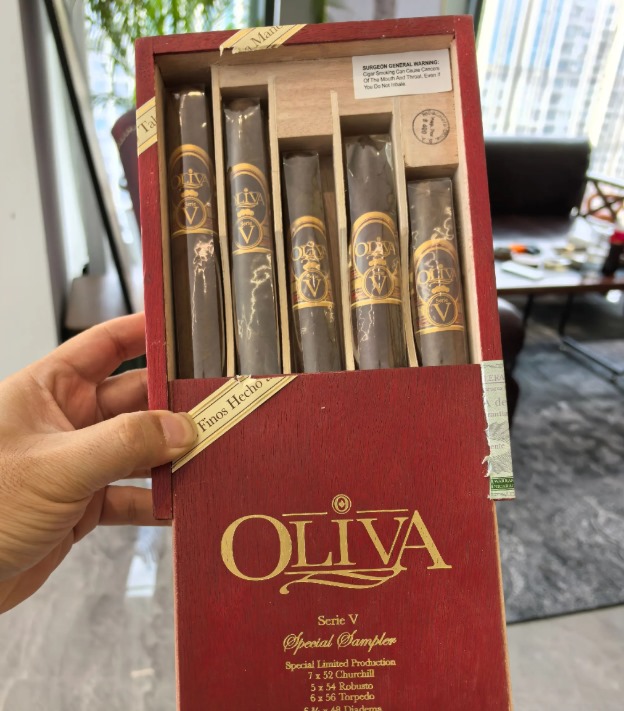 SURGEON GENERAL WARNING:
Cigar Smoking Can Cause Cancers
Of The Mouth And Throat, Even If
You Do Not Inhale.
OLIVA
V
OLIVA
V
OLIVA
V
OLIVA
V
OLIVA
V
Finos Hecho
OLIVA
Serie V
Special Sampler
Special Limited Production
7 x 52 Churchill
5 x 54 Robusto
6 x 56 Torpedo